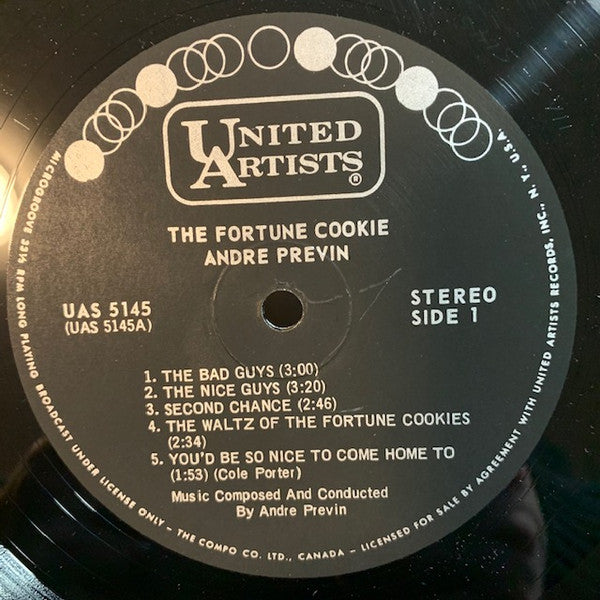 UNITED
ARTISTS®
THE FORTUNE COOKIE
ANDRE PREVIN
UAS 5145
(UAS 5145A)
STEREO
SIDE 1
1. THE BAD GUYS (3:00)
2. THE NICE GUYS (3:20)
3. SECOND CHANCE (2:46)
4. THE WALTZ OF THE FORTUNE COOKIES
(2:34)
5. YOU'D BE SO NICE TO COME HOME TO
(1:53) (Cole Porter)
Music Composed And Conducted
By Andre Previn
MICROGROOVE 33⅓ RPM LONG PLAYING BROADCAST UNDER LICENSE ONLY - THE COMPO CO. LTD., CANADA - LICENSED FOR SALE BY AGREEMENT WITH UNITED ARTISTS RECORDS, INC., N. Y., U.S.A.